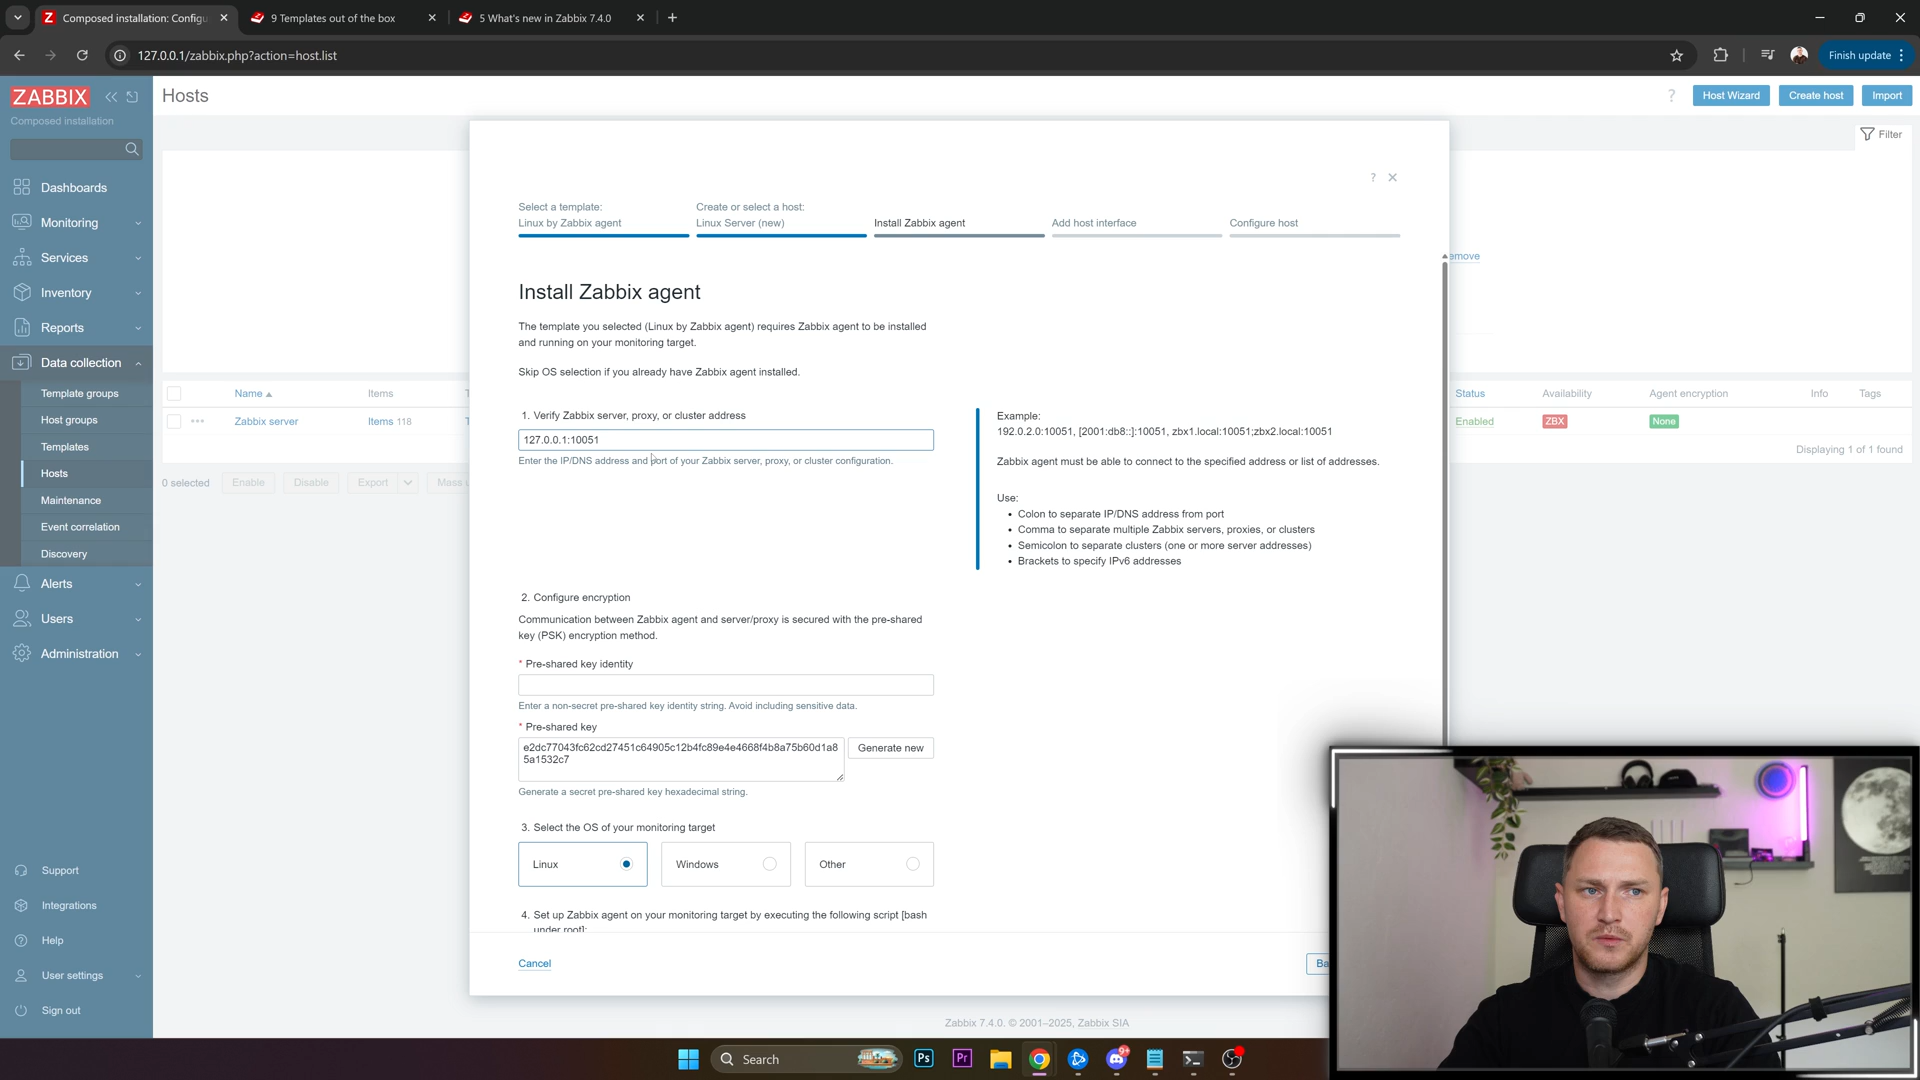 Composed installation: Configu
9 Templates out of the box
5 What's new in Zabbix 7.4.0
127.0.0.1/zabbix.php?action=host.list
Finish update
ZABBIX
Composed installation
Dashboards
Monitoring
Services
Inventory
Reports
Data collection
Template groups
Host groups
Templates
Hosts
Maintenance
Event correlation
Discovery
Alerts
Users
Administration
Support
Integrations
Help
User settings
Sign out
Hosts
?
Host Wizard
Create host
Import
Filter
emove
Name
Items
T
Status
Availability
Agent encryption
Info
Tags
Zabbix server
Items 118
T
Enabled
ZBX
None
Displaying 1 of 1 found
0 selected
Enable
Disable
Export
Mass u
?
Select a template:
Linux by Zabbix agent
Create or select a host:
Linux Server (new)
Install Zabbix agent
Add host interface
Configure host
Install Zabbix agent
The template you selected (Linux by Zabbix agent) requires Zabbix agent to be installed
and running on your monitoring target.
Skip OS selection if you already have Zabbix agent installed.
1. Verify Zabbix server, proxy, or cluster address
127.0.0.1:10051
Enter the IP/DNS address and port of your Zabbix server, proxy, or cluster configuration.
Example:
192.0.2.0:10051, [2001:db8::]:10051, zbx1.local:10051;zbx2.local:10051
Zabbix agent must be able to connect to the specified address or list of addresses.
Use:
• Colon to separate IP/DNS address from port
• Comma to separate multiple Zabbix servers, proxies, or clusters
• Semicolon to separate clusters (one or more server addresses)
• Brackets to specify IPv6 addresses
2. Configure encryption
Communication between Zabbix agent and server/proxy is secured with the pre-shared
key (PSK) encryption method.
* Pre-shared key identity
Enter a non-secret pre-shared key identity string. Avoid including sensitive data.
* Pre-shared key
e2dc77043fc62cd27451c64905c12b4fc89e4e4668f4b8a75b60d1a8
5a1532c7
Generate new
Generate a secret pre-shared key hexadecimal string.
3. Select the OS of your monitoring target
Linux
Windows
Other
4. Set up Zabbix agent on your monitoring target by executing the following script [bash
under root]:
Cancel
Ba
Zabbix 7.4.0. © 2001–2025, Zabbix SIA
Search
Ps
Pr
9+